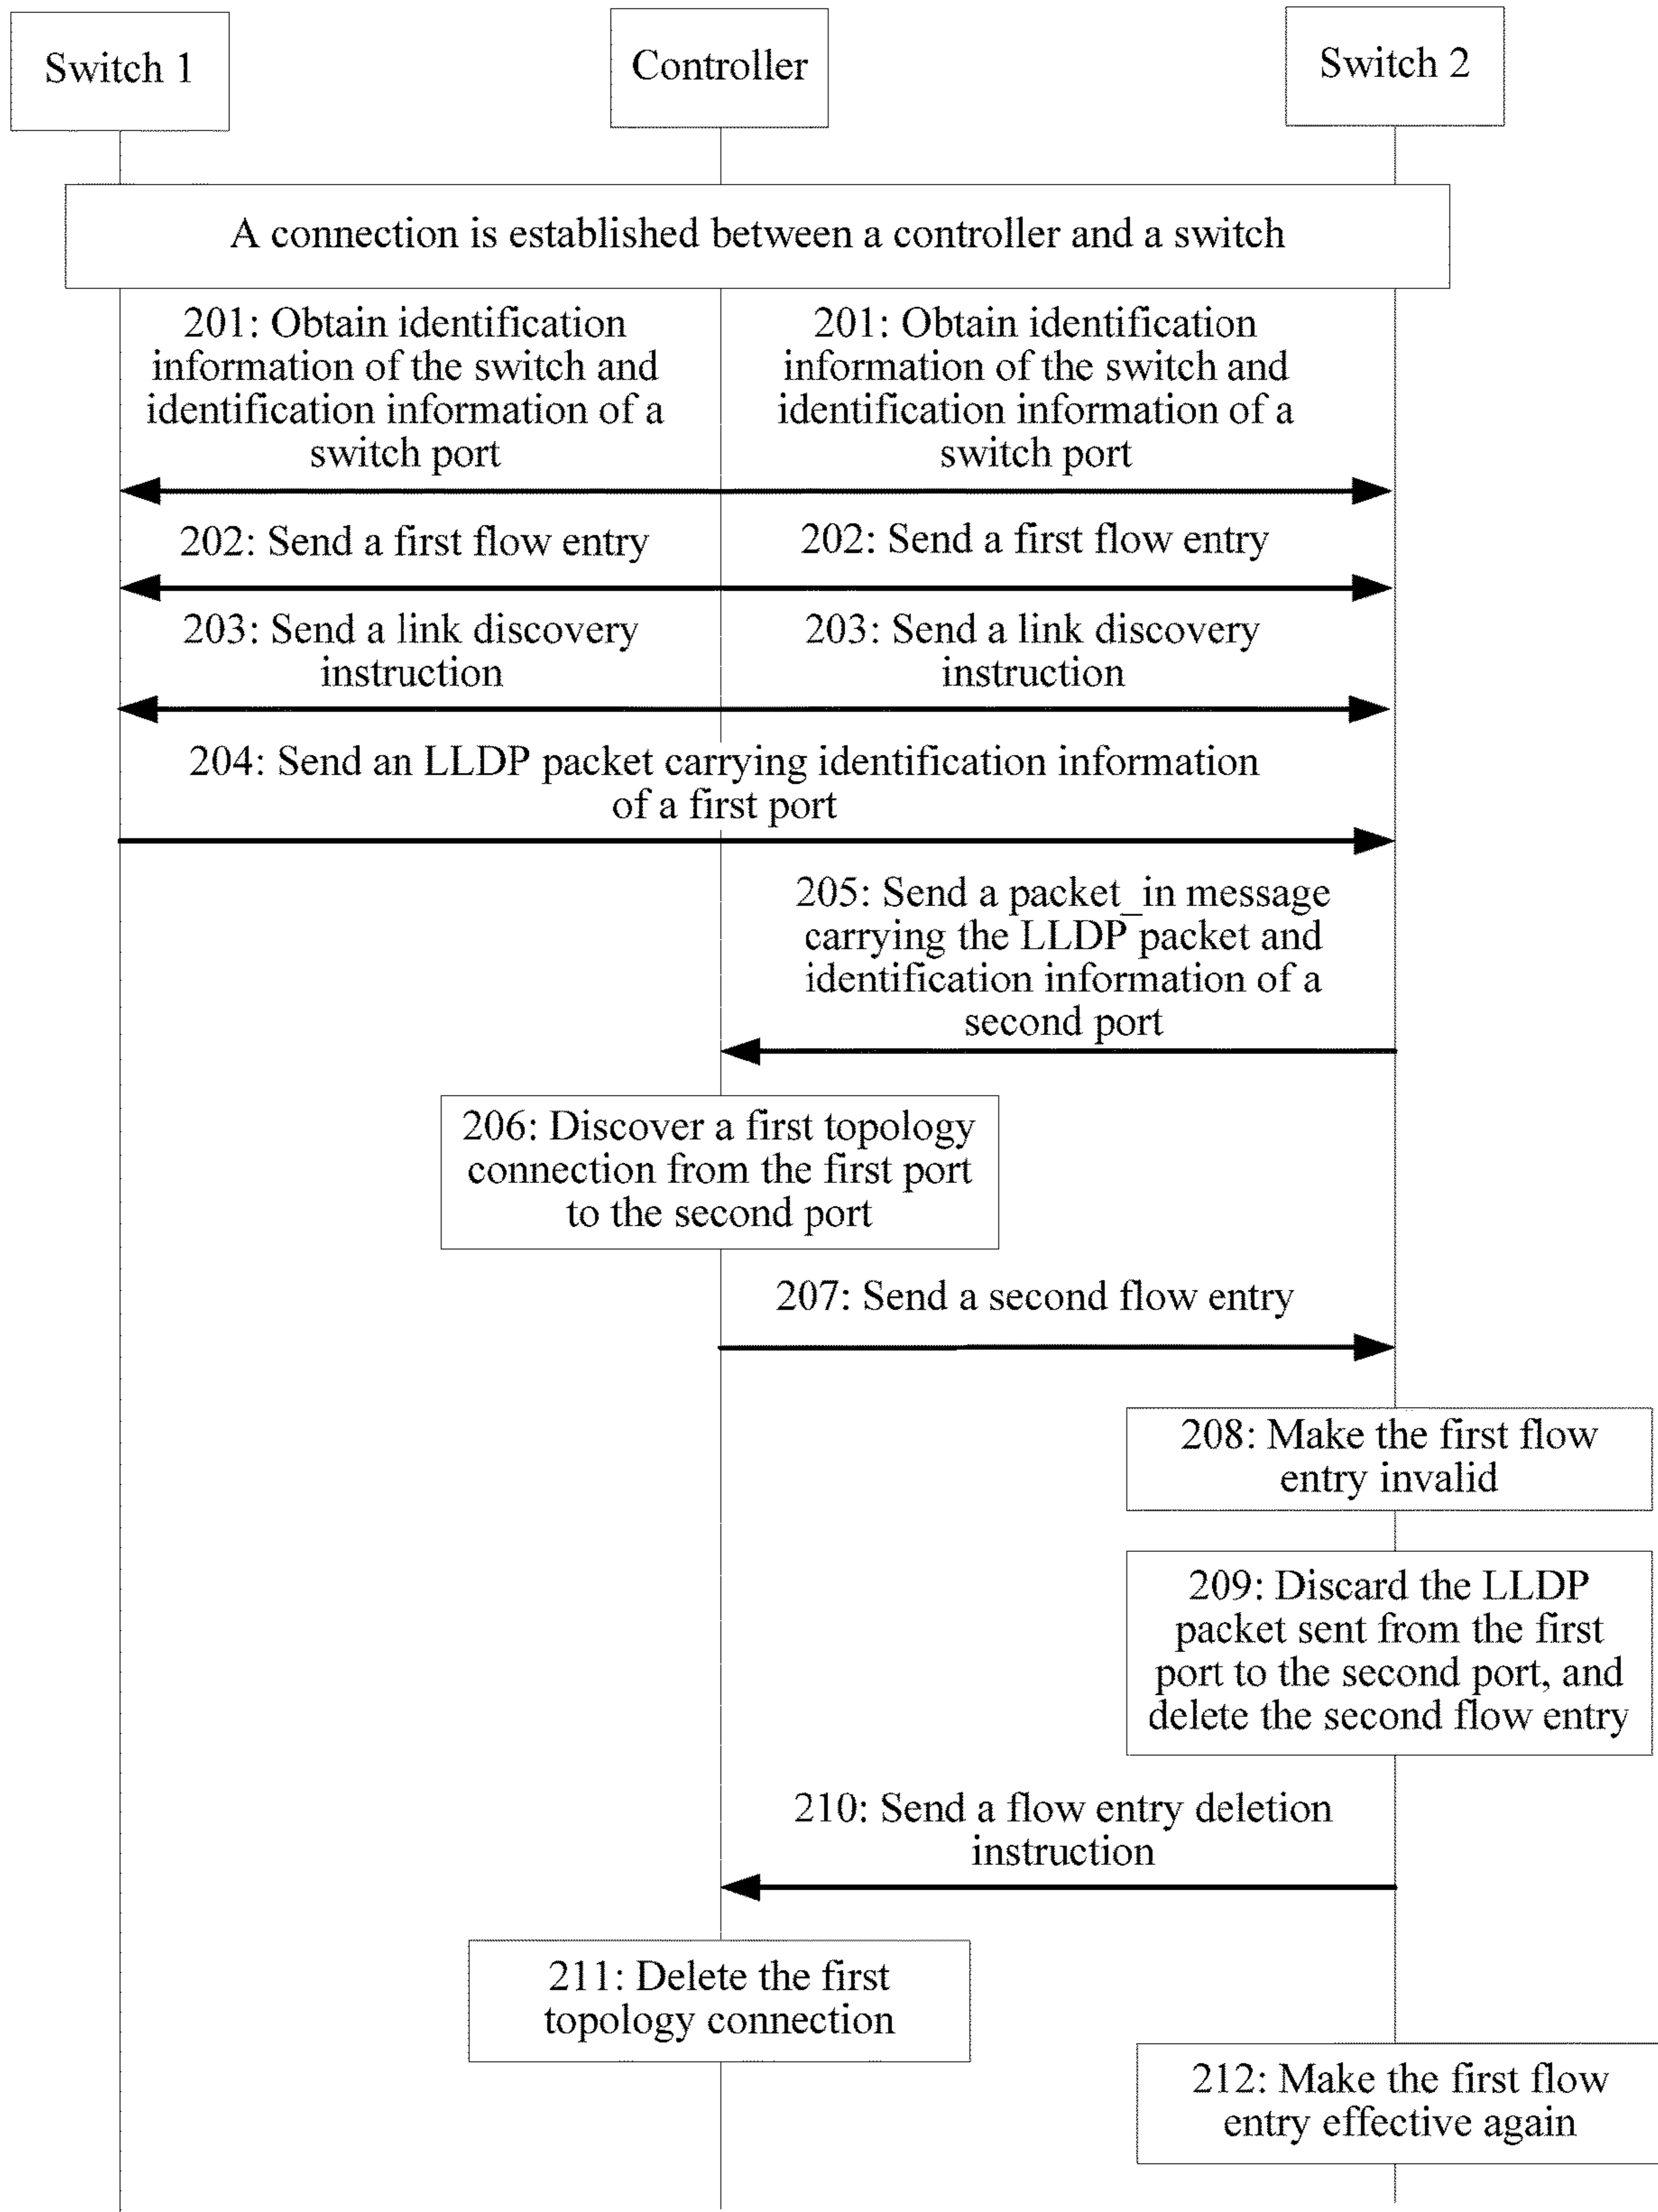 Switch 1
Controller
Switch 2
A connection is established between a controller and a switch
201: Obtain identification
information of the switch and
identification information of a
switch port
201: Obtain identification
information of the switch and
identification information of a
switch port
202: Send a first flow entry
202: Send a first flow entry
203: Send a link discovery
instruction
203: Send a link discovery
instruction
204: Send an LLDP packet carrying identification information
of a first port
205: Send a packet_in message
carrying the LLDP packet and
identification information of a
second port
206: Discover a first topology
connection from the first port
to the second port
207: Send a second flow entry
208: Make the first flow
entry invalid
209: Discard the LLDP
packet sent from the first
port to the second port, and
delete the second flow entry
210: Send a flow entry deletion
instruction
211: Delete the first
topology connection
212: Make the first flow
entry effective again